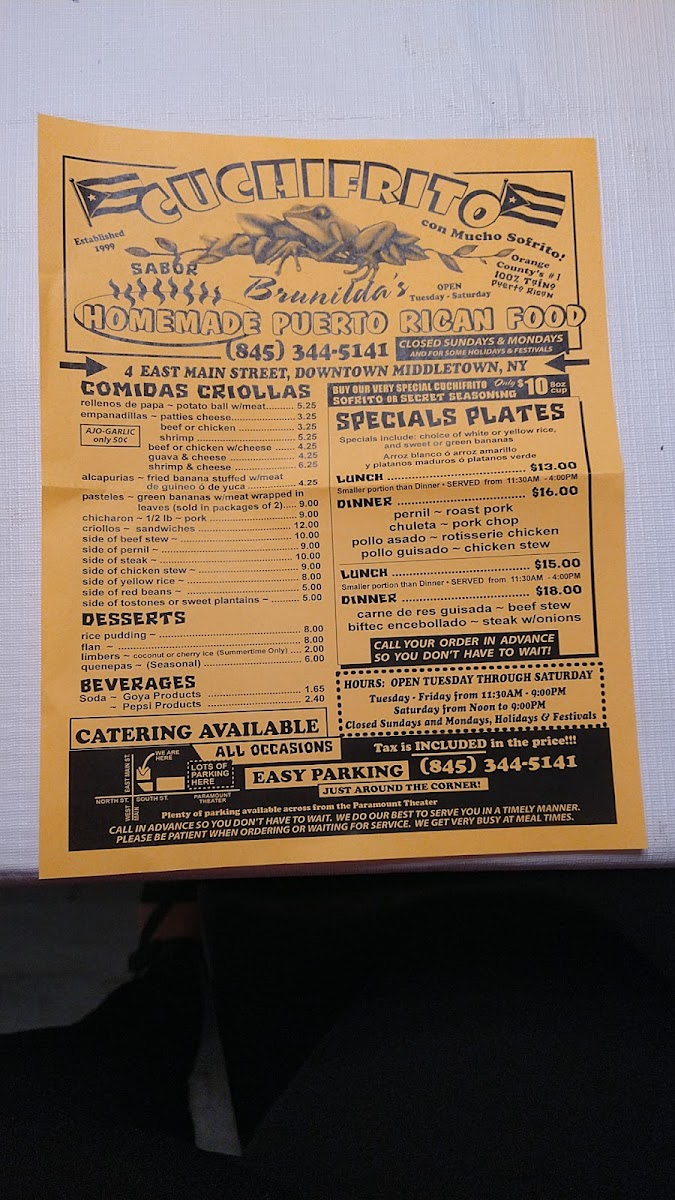 CUCHIFRITO
con Mucho Sofrito!
Established
1999
SABOR
Orange
County's #1
100% Taíno
Puerto Rican
Brunilda's
OPEN
Tuesday - Saturday
HOMEMADE PUERTO RICAN FOOD
(845) 344-5141
CLOSED SUNDAYS & MONDAYS
AND FOR SOME HOLIDAYS & FESTIVALS
4 EAST MAIN STREET, DOWNTOWN MIDDLETOWN, NY
COMIDAS CRIOLLAS
rellenos de papa ~ potato ball w/meat.......... 5.25
empanadillas ~ patties cheese..................... 3.25
beef or chicken ................... 3.25
shrimp ................................. 5.25
AJO-GARLIC
only 50¢
beef or chicken w/cheese ...... 4.25
guava & cheese ................... 4.25
shrimp & cheese .................. 6.25
alcapurias ~ fried banana stuffed w/meat
de guineo ó de yuca ................ 4.25
pasteles ~ green bananas w/meat wrapped in
leaves (sold in packages of 2)..... 9.00
chicharon ~ 1/2 lb ~ pork ........................... 9.00
criollos ~ sandwiches ............................... 12.00
side of beef stew ~ .................................. 10.00
side of pernil ~ .......................................... 9.00
side of steak ~ ......................................... 10.00
side of chicken stew ~ ............................... 9.00
side of yellow rice ~ ................................... 8.00
side of red beans ~ .................................... 5.00
side of tostones or sweet plantains ~ ......... 5.00
DESSERTS
rice pudding ~ ........................................... 8.00
flan ~ ......................................................... 8.00
limbers ~ coconut or cherry ice (Summertime Only) .... 2.00
quenepas ~ (Seasonal) .............................. 6.00
BEVERAGES
Soda ~ Goya Products ............................. 1.65
~ Pepsi Products ............................. 2.40
BUY OUR VERY SPECIAL CUCHIFRITO
SOFRITO OR SECRET SEASONING
Only $10 8oz cup
SPECIALS PLATES
Specials include: choice of white or yellow rice,
and sweet or green bananas
Arroz blanco ó arroz amarillo
y platanos maduros ó platanos verde
LUNCH .................................. $13.00
Smaller portion than Dinner • SERVED from 11:30AM - 4:00PM
DINNER ................................ $16.00
pernil ~ roast pork
chuleta ~ pork chop
pollo asado ~ rotisserie chicken
pollo guisado ~ chicken stew
LUNCH .................................. $15.00
Smaller portion than Dinner • SERVED from 11:30AM - 4:00PM
DINNER ................................ $18.00
carne de res guisada ~ beef stew
biftec encebollado ~ steak w/onions
CALL YOUR ORDER IN ADVANCE
SO YOU DON'T HAVE TO WAIT!
HOURS: OPEN TUESDAY THROUGH SATURDAY
Tuesday - Friday from 11:30AM - 9:00PM
Saturday from Noon to 9:00PM
Closed Sundays and Mondays, Holidays & Festivals
CATERING AVAILABLE
ALL OCCASIONS
Tax is INCLUDED in the price!!!
EASY PARKING
(845) 344-5141
JUST AROUND THE CORNER!
WE ARE
HERE
EAST MAIN ST.
LOTS OF
PARKING
HERE
NORTH ST.
SOUTH ST.
PARAMOUNT
THEATER
WEST
MAIN
Plenty of parking available across from the Paramount Theater
CALL IN ADVANCE SO YOU DON'T HAVE TO WAIT. WE DO OUR BEST TO SERVE YOU IN A TIMELY MANNER.
PLEASE BE PATIENT WHEN ORDERING OR WAITING FOR SERVICE. WE GET VERY BUSY AT MEAL TIMES.